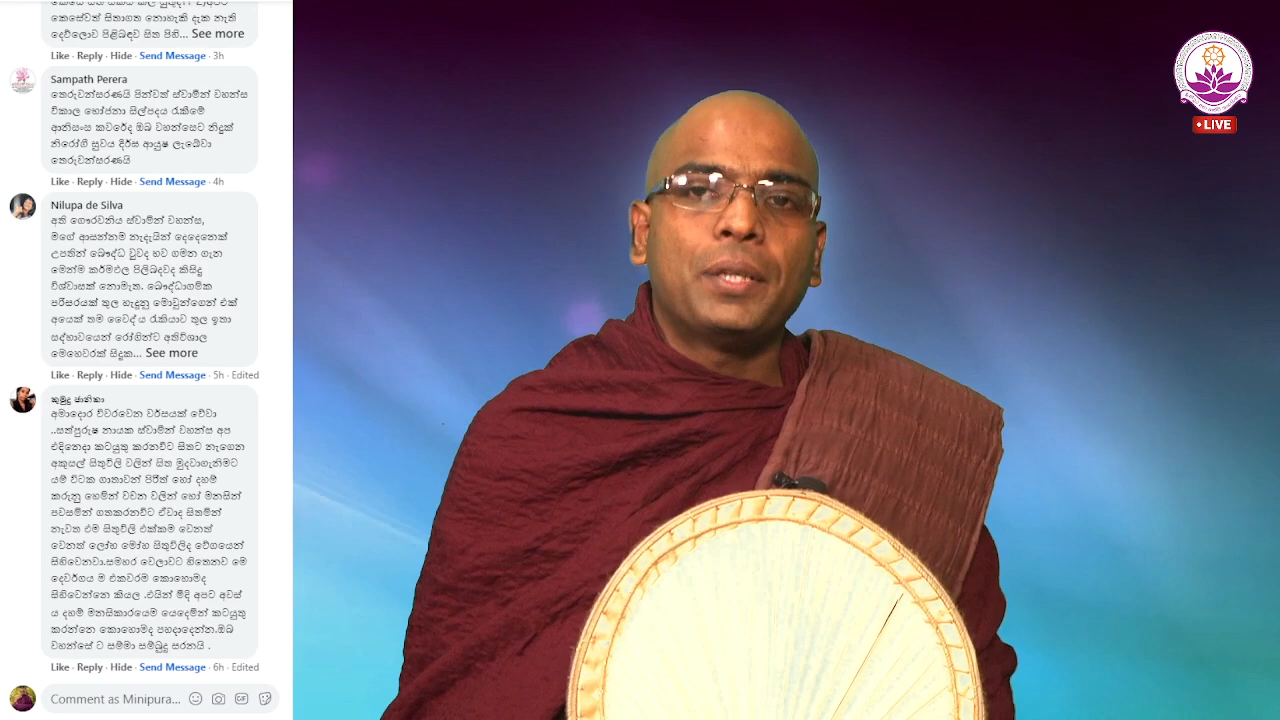 දෙව්ලොව පිළිබඳව සිත පිහි... See more
Like · Reply · Hide · Send Message · 3h
Sampath Perera
තෙරුවන්සරණයි පින්වත් ස්වාමීන් වහන්ස
විකාල භෝජනා සිල්පදය රැකීමේ
ආනිසංස කවරේද ඔබ වහන්සෙට නිදුක්
නිරෝගි සුවය දීර්ඝ ආයුෂ ලැබේවා
තෙරුවන්සරණයි
Like · Reply · Hide · Send Message · 4h
Nilupa de Silva
අති ගෞරවනිය ස්වාමින් වහන්ස,
මගේ ආසන්නම නැදැයින් දෙදෙනෙක්
උපතින් බෞද්ධ වුවද භව ගමන ගැන
මෙන්ම කර්මඵල පිලිබදවද කිසිදු
විශ්වාසක් නොමැත. බෞද්ධාගමික
පරිසරයක් තුල හැදුනු මොවුන්ගෙන් එක්
අයෙක් තම වෛද්‍ය රැකියාව තුල ඉතා
සද්භාවයෙන් රෝගින්ට අතිවිශාල
මෙහෙවරක් සිදුක... See more
Like · Reply · Hide · Send Message · 5h · Edited
කුමුදු ජානිකා
අමාදොර විවරවෙන වර්සයක් වේවා
..සත්පුරුෂ නායක ස්වාමින් වහන්ස අප
එදිනෙදා කටයුතු කරනවිට සිතට නැගෙන
අකුසල් සිතුවිලි වලින් සිත මුදවාගැනිමට
යම් විටක ගාතාවන් පිරිත් හෝ දහම්
කරුනු හෙමින් වචන වලින් හෝ මනසින්
පවසමින් ගතකරනවිට ඒවාද සිතමින්
නැවත එම සිතුවිලි එක්කම වෙනත්
වෙනත් ලෝභ මෝහ සිතුවිලිද වේගයෙන්
සිහිවෙනවා.සමහර වෙලාවට හිතෙනව මෙ
දෙවර්ගය ම එකවරම කොහොමද
සිහිවෙන්නෙ කියල .එයින් මිදි අපට අවස්
ය දහම් මනසිකාරයෙම යෙදෙමින් කටයුතු
කරන්නෙ කොහොමද පහදාදෙන්න.ඔබ
වහන්සේ ට සම්මා සම්බුදු සරනයි .
Like · Reply · Hide · Send Message · 6h · Edited
Comment as Minipura...
LIVE